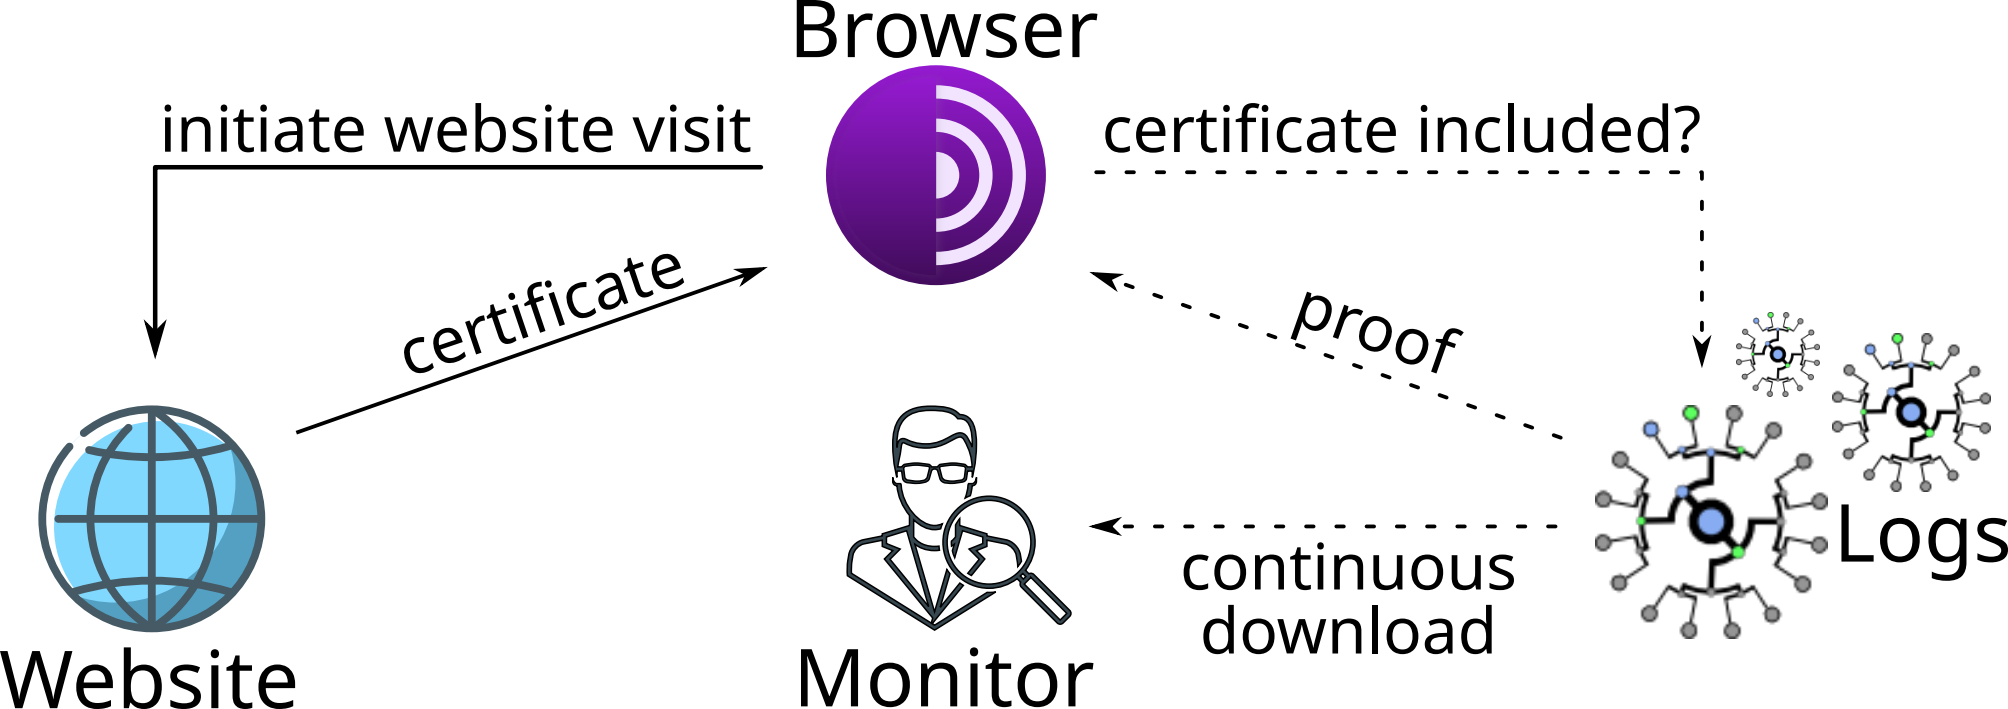 Browser
initiate website visit
certificate included?
certificate
proof
continuous
download
Logs
Website
Monitor